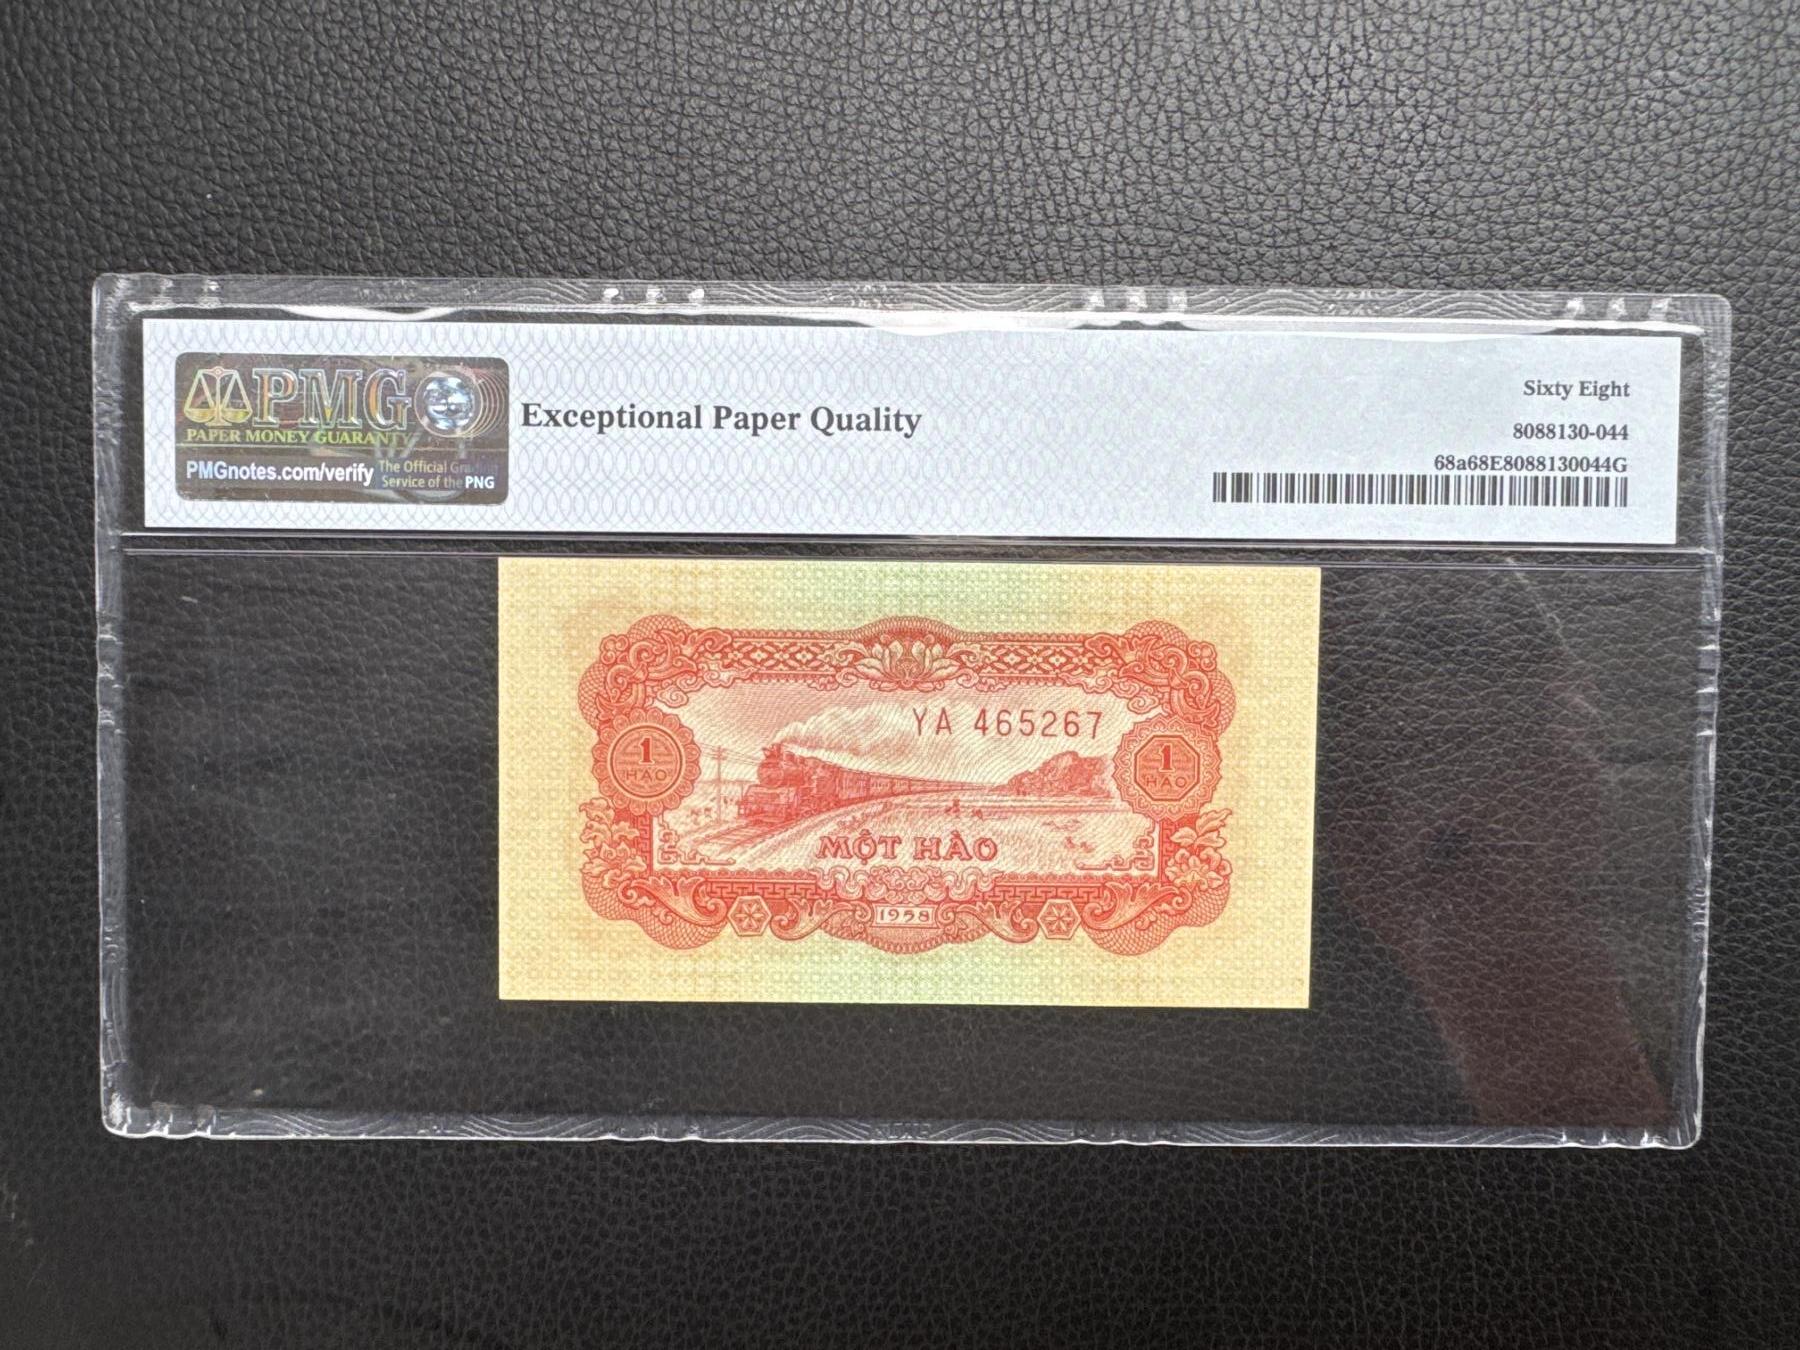 PMG
PAPER MONEY GUARANTY
PMGnotes.com/verify
The Official Grading
Service of the PNG
Exceptional Paper Quality
Sixty Eight
8088130-044
68a68E8088130044G
YA 465267
1
HÀO
1
HÀO
MỘT HÀO
1958